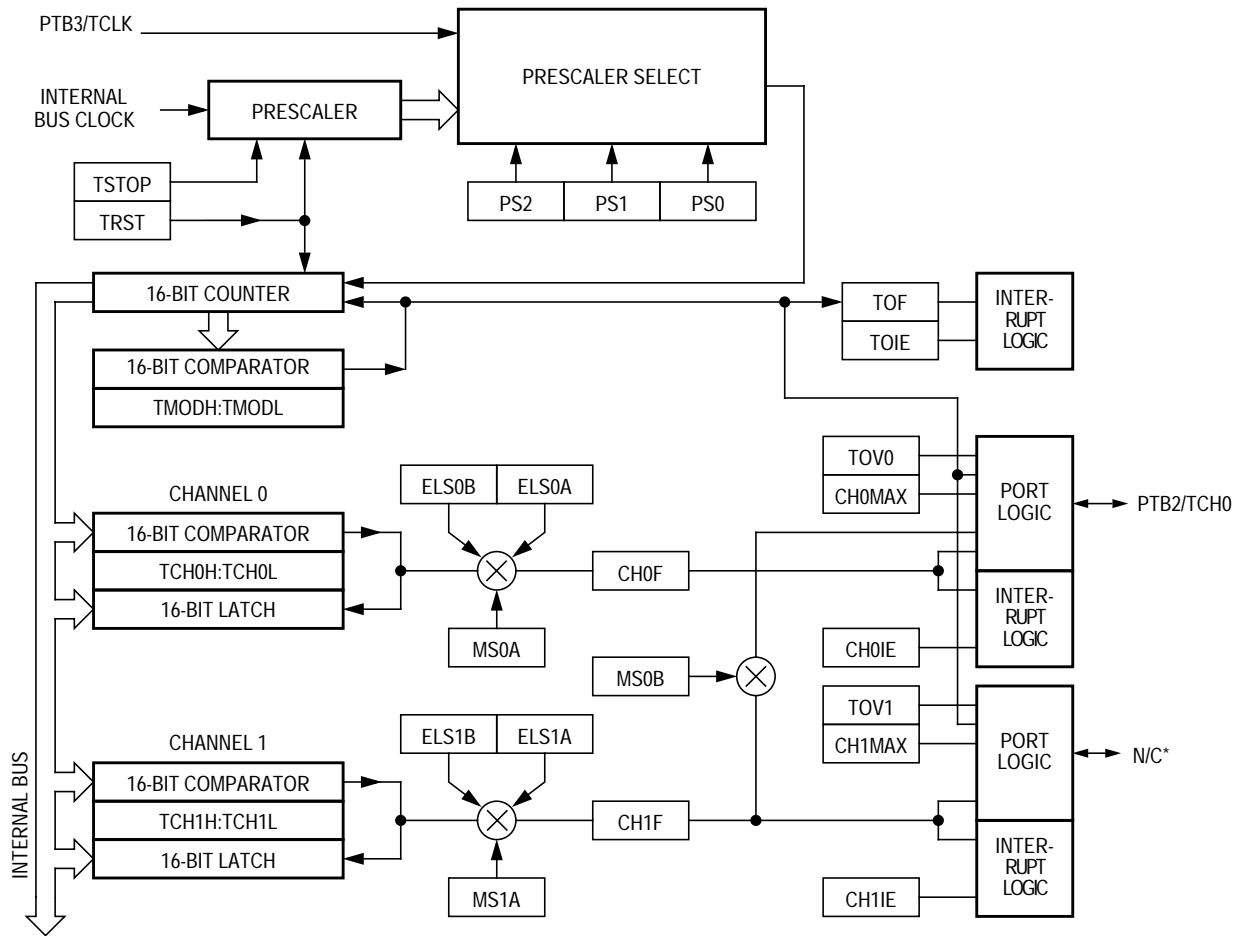 PTB3/TCLK
PRESCALER SELECT
INTERNAL
BUS CLOCK
PRESCALER
TSTOP
TRST
PS2
PS1
PS0
16-BIT COUNTER
TOF
TOIE
INTER-
RUPT
LOGIC
16-BIT COMPARATOR
TMODH:TMODL
TOV0
CH0MAX
PORT
LOGIC
PTB2/TCH0
CHANNEL 0
ELS0B
ELS0A
16-BIT COMPARATOR
TCH0H:TCH0L
16-BIT LATCH
CH0F
MS0A
INTER-
RUPT
LOGIC
CH0IE
MS0B
TOV1
CH1MAX
PORT
LOGIC
N/C*
CHANNEL 1
ELS1B
ELS1A
16-BIT COMPARATOR
TCH1H:TCH1L
16-BIT LATCH
CH1F
MS1A
INTER-
RUPT
LOGIC
CH1IE
INTERNAL BUS